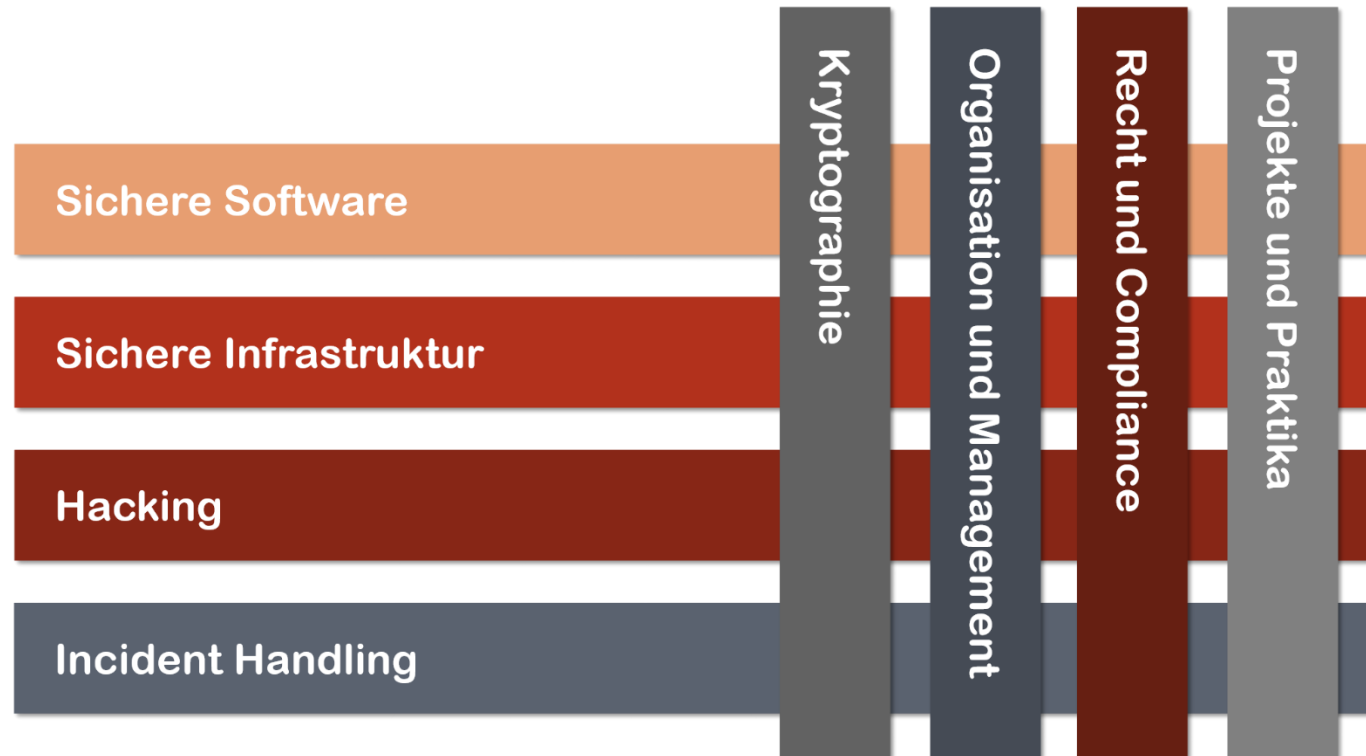 Sichere Software
Sichere Infrastruktur
Hacking
Incident Handling
Kryptographie
Organisation und Management
Recht und Compliance
Projekte und Praktika